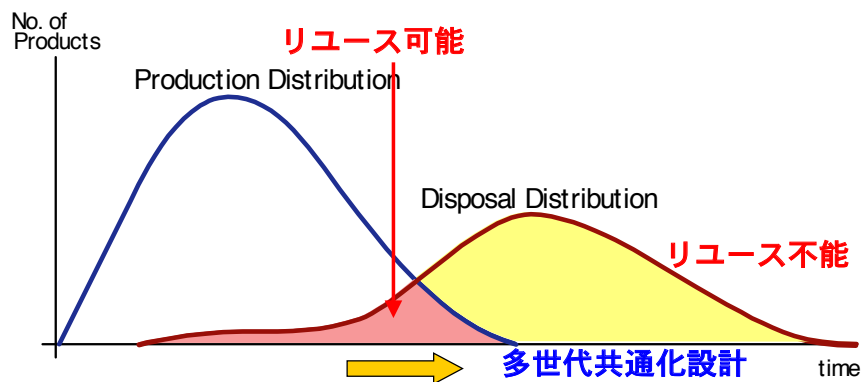 No. of
Products
リユース可能
Production Distribution
Disposal Distribution
リユース不能
多世代共通化設計
time